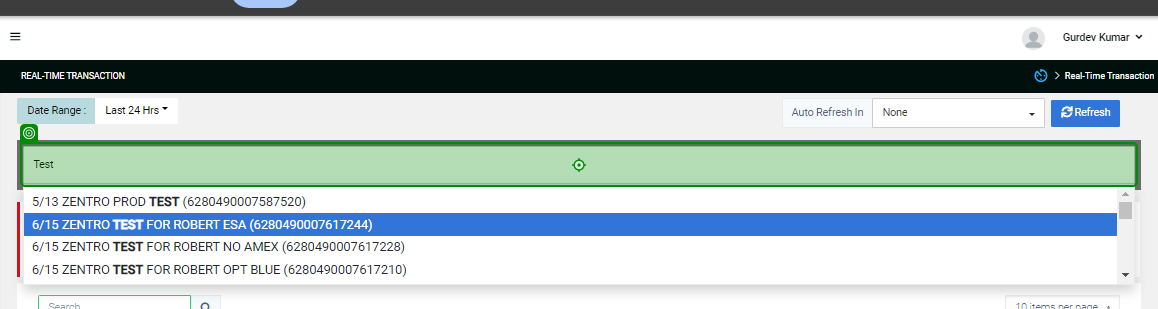 Gurdev Kumar
REAL-TIME TRANSACTION
Real-Time Transaction
Date Range :
Last 24 Hrs
Auto Refresh In
None
Refresh
Test
5/13 ZENTRO PROD TEST (6280490007587520)
6/15 ZENTRO TEST FOR ROBERT ESA (6280490007617244)
6/15 ZENTRO TEST FOR ROBERT NO AMEX (6280490007617228)
6/15 ZENTRO TEST FOR ROBERT OPT BLUE (6280490007617210)
Search
10 items per page